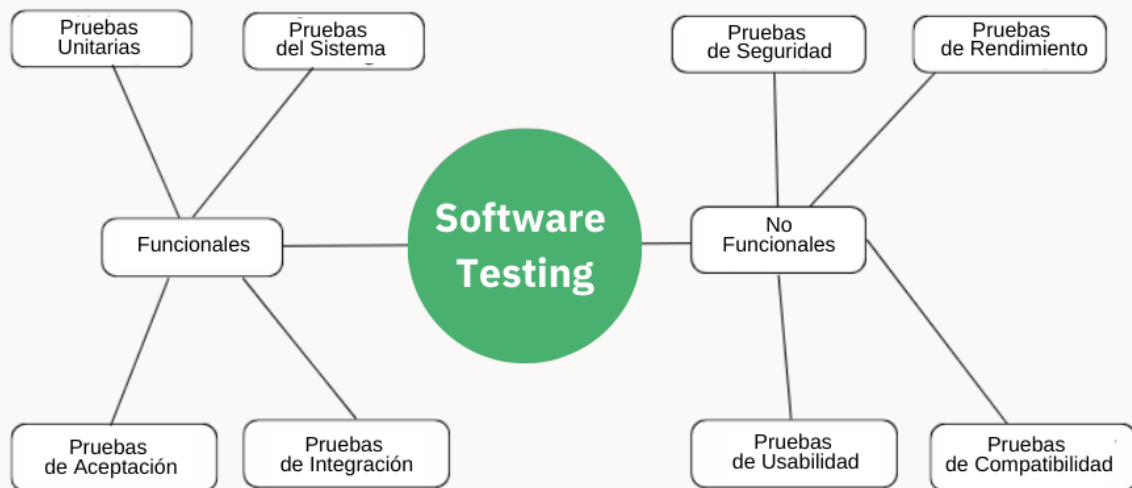 Pruebas
Unitarias
Pruebas
del Sistema
Pruebas
de Seguridad
Pruebas
de Rendimiento
Funcionales
Software
Testing
No
Funcionales
Pruebas
de Aceptación
Pruebas
de Integración
Pruebas
de Usabilidad
Pruebas
de Compatibilidad